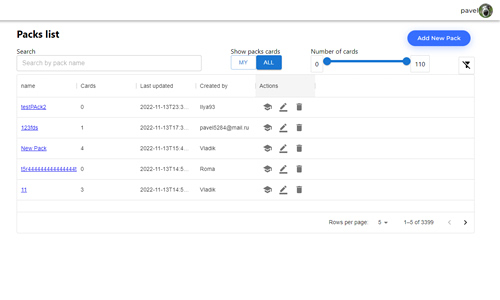 pavel
Packs list
Add New Pack
Search
Show packs cards
Number of cards
Search by pack name
MY
ALL
0
110
name
Cards
Last updated
Created by
Actions
testPAck2
0
2022-11-13T23:3...
Ilya93
123fds
1
2022-11-13T17:3...
pavel5284@mail.ru
New Pack
4
2022-11-13T15:4...
Vladik
0
2022-11-13T14:5...
Roma
11
3
2022-11-13T14:5...
Vladik
Rows per page:
5
1–5 of 3399